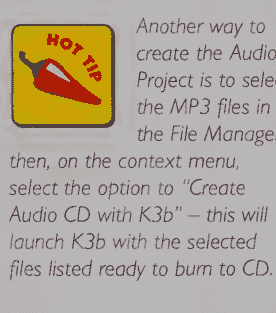 HOT TIP
Another way to
create the Audio
Project is to
the MP3 files in
the File
then, on the context menu,
select the option to "Create
Audio CD with K3b" – this will
launch K3b with the selected
files listed ready to burn to CD.